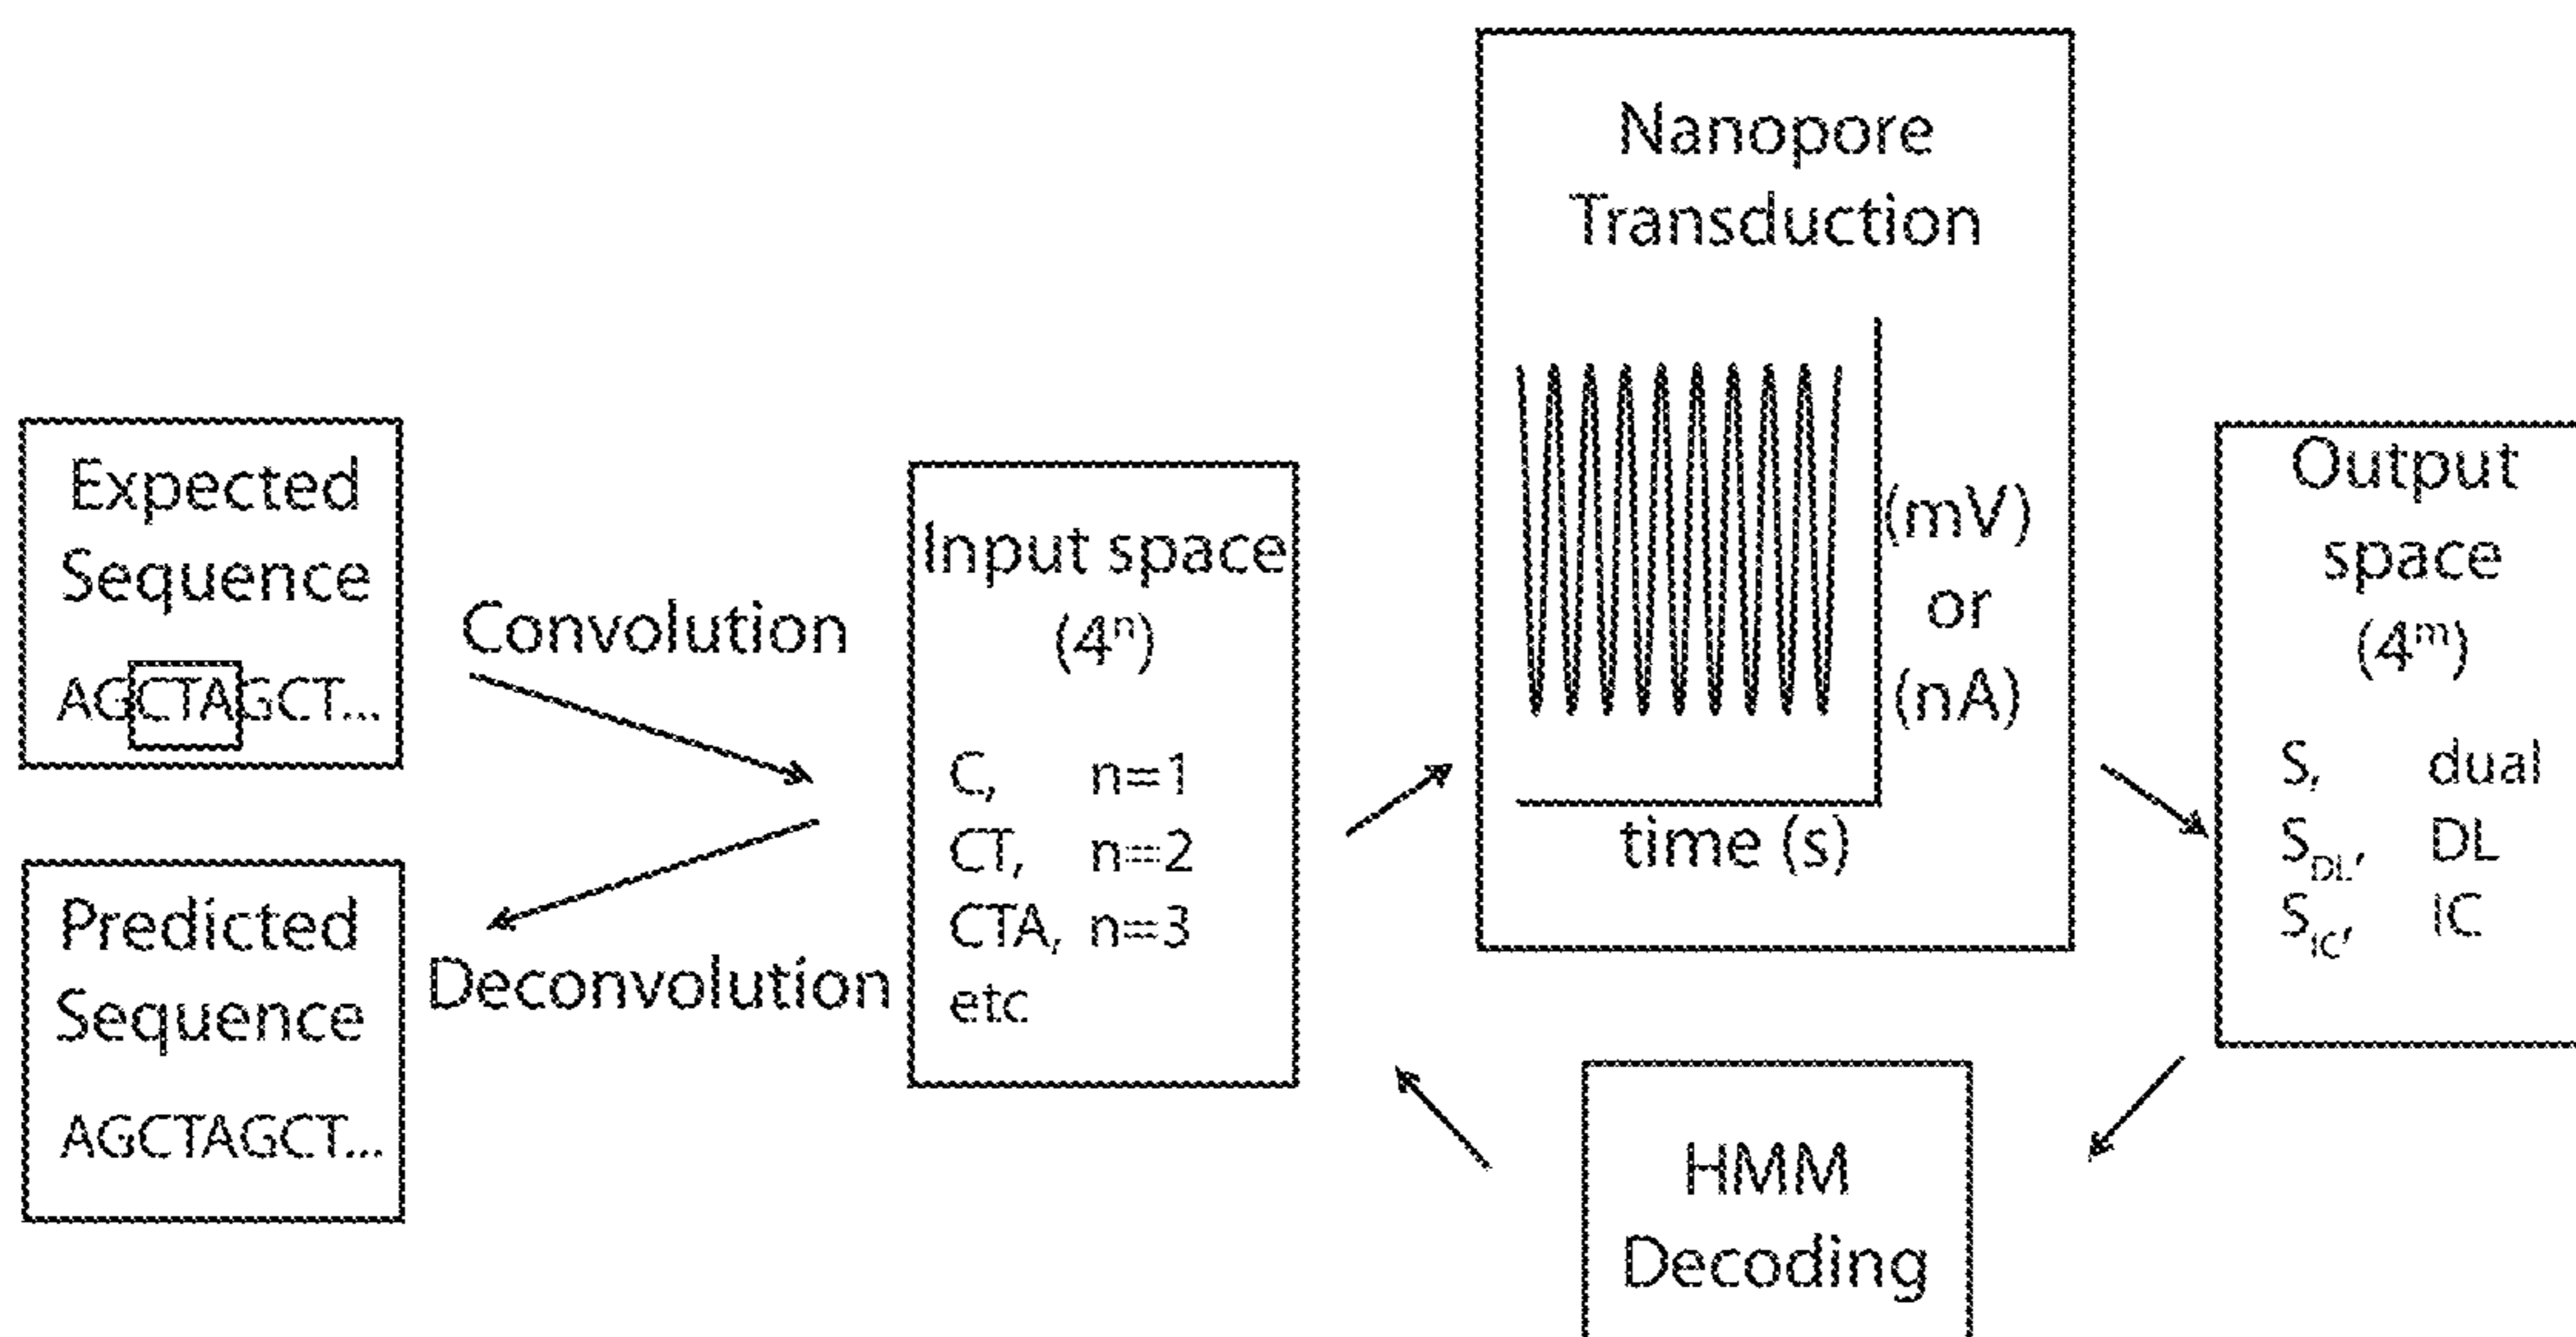 Expected
Sequence
AGCTAGCT...
Convolution
Predicted
Sequence
AGCTAGCT...
Deconvolution
Input space
(4ⁿ)
C, n=1
CT, n=2
CTA, n=3
etc
Nanopore
Transduction
(mV)
or
(nA)
time (s)
Output
space
(4ᵐ)
S, dual
S_DL, DL
S_IC, IC
HMM
Decoding